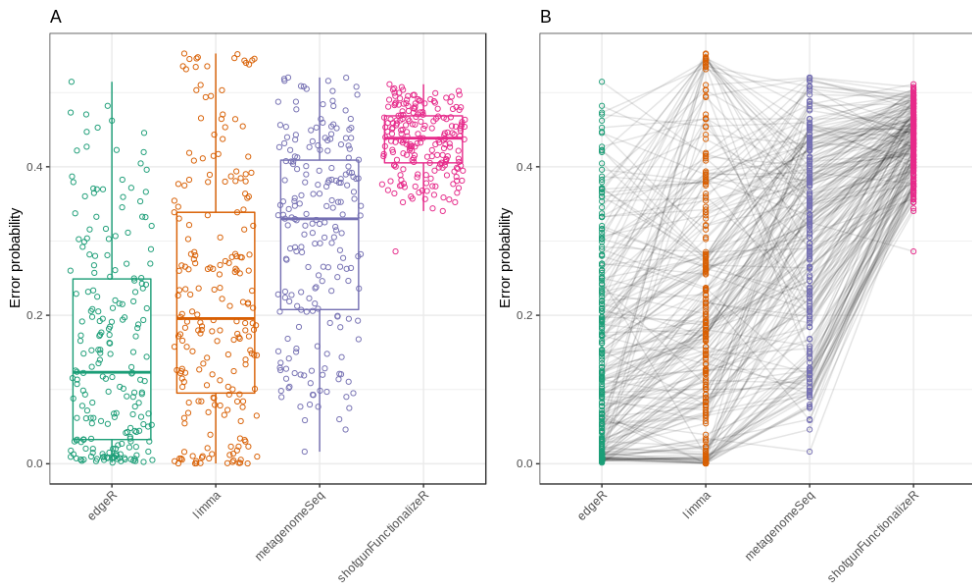 A
B
Error probability
0.4
0.2
0.0
edgeR
limma
metagenomeSeq
shotgunFunctionalizeR
Error probability
0.4
0.2
0.0
edgeR
limma
metagenomeSeq
shotgunFunctionalizeR